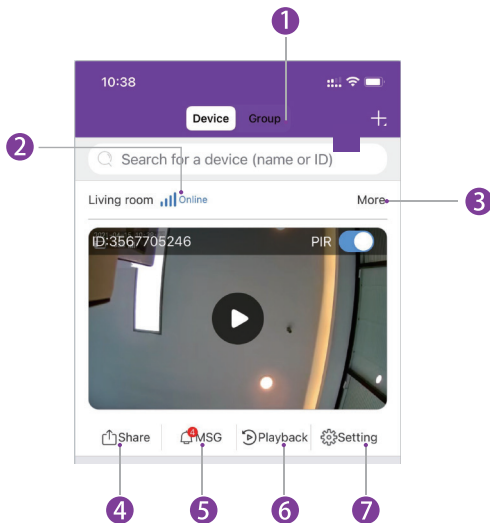 1
10:38
Device Group
2
Search for a device (name or ID)
Living room Online More
3
ID:3567705246 PIR
Share 4 MSG Playback Setting
4 5 6 7